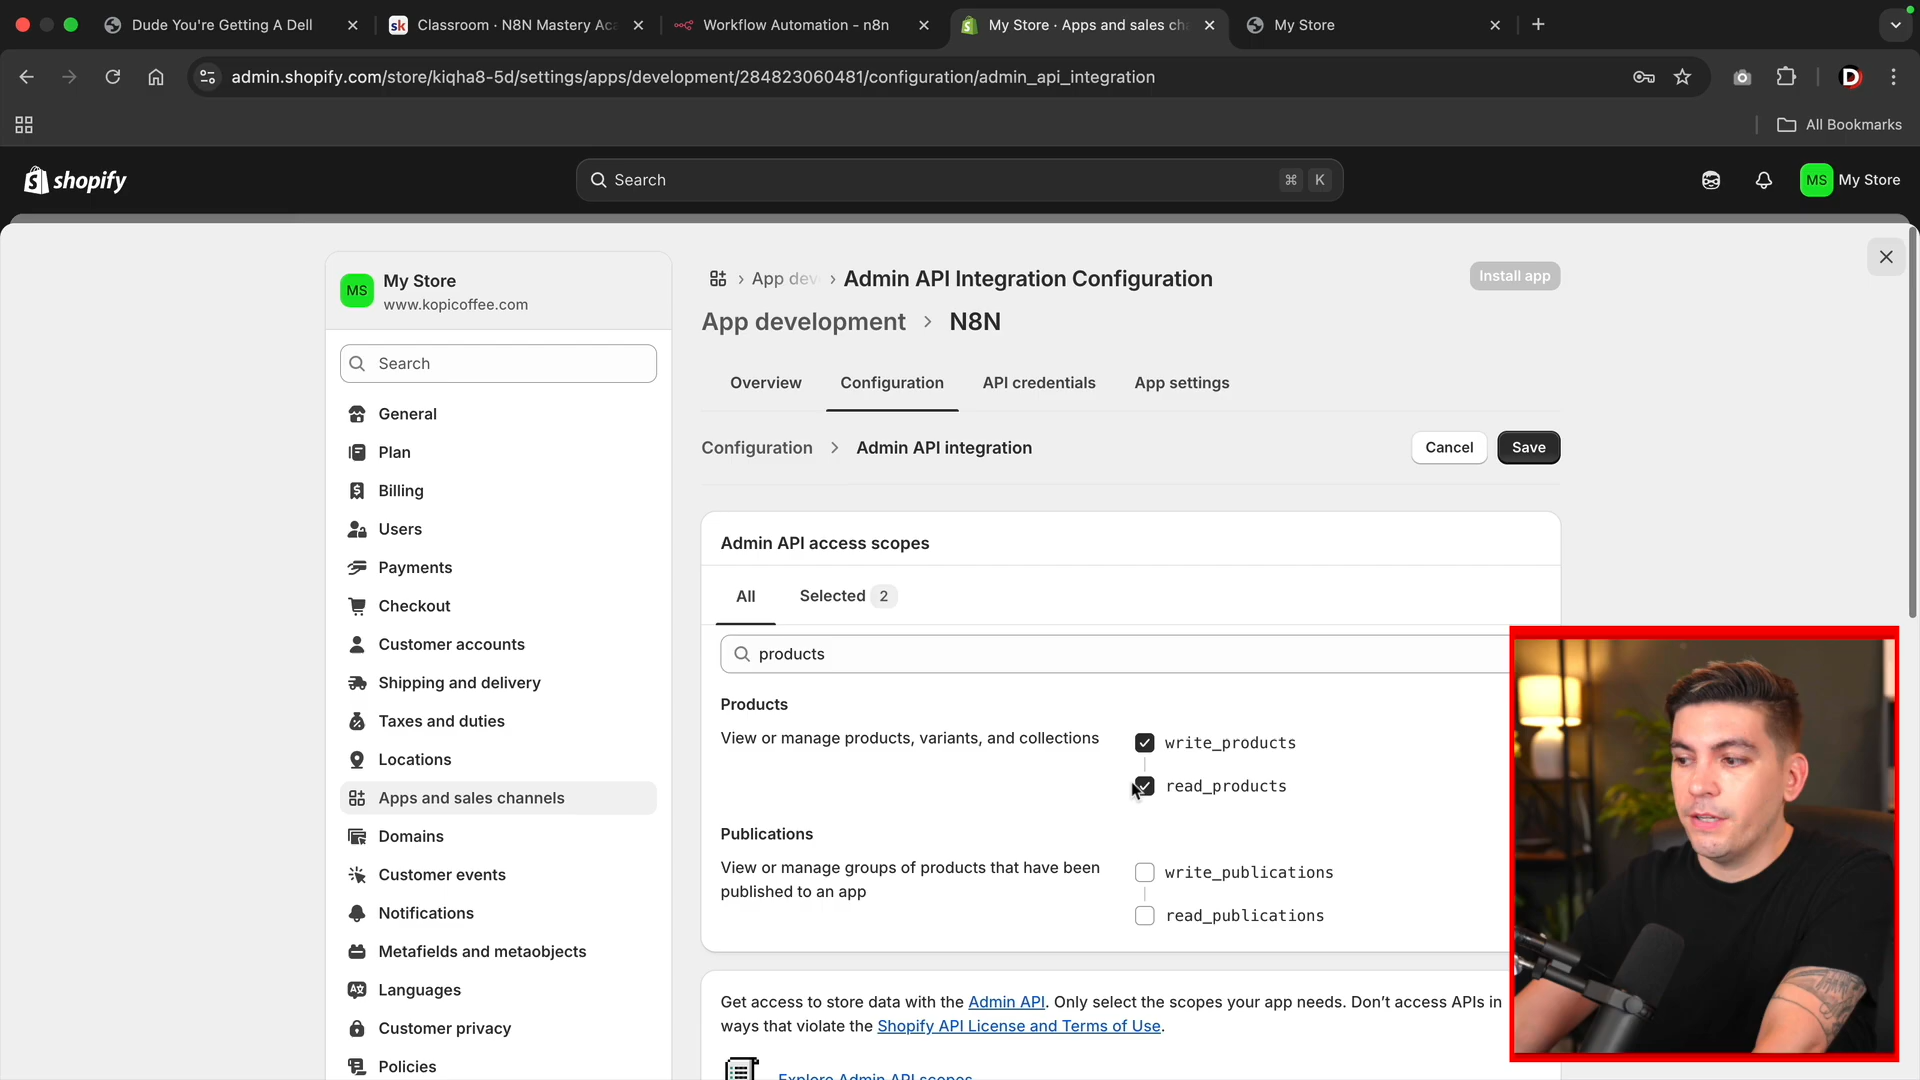 Dude You're Getting A Dell
Classroom · N8N Mastery Ac
Workflow Automation - n8n
My Store · Apps and sales ch
My Store
admin.shopify.com/store/kiqha8-5d/settings/apps/development/284823060481/configuration/admin_api_integration
D
All Bookmarks
shopify
Search
⌘ K
MS My Store
MS
My Store
www.kopicoffee.com
Search
General
Plan
Billing
Users
Payments
Checkout
Customer accounts
Shipping and delivery
Taxes and duties
Locations
Apps and sales channels
Domains
Customer events
Notifications
Metafields and metaobjects
Languages
Customer privacy
Policies
App dev › Admin API Integration Configuration
Install app
App development › N8N
Overview
Configuration
API credentials
App settings
Configuration › Admin API integration
Cancel
Save
Admin API access scopes
All
Selected 2
products
Products
View or manage products, variants, and collections
write_products
read_products
Publications
View or manage groups of products that have been
published to an app
write_publications
read_publications
Get access to store data with the Admin API. Only select the scopes your app needs. Don't access APIs in
ways that violate the Shopify API License and Terms of Use.
Explore Admin API scopes